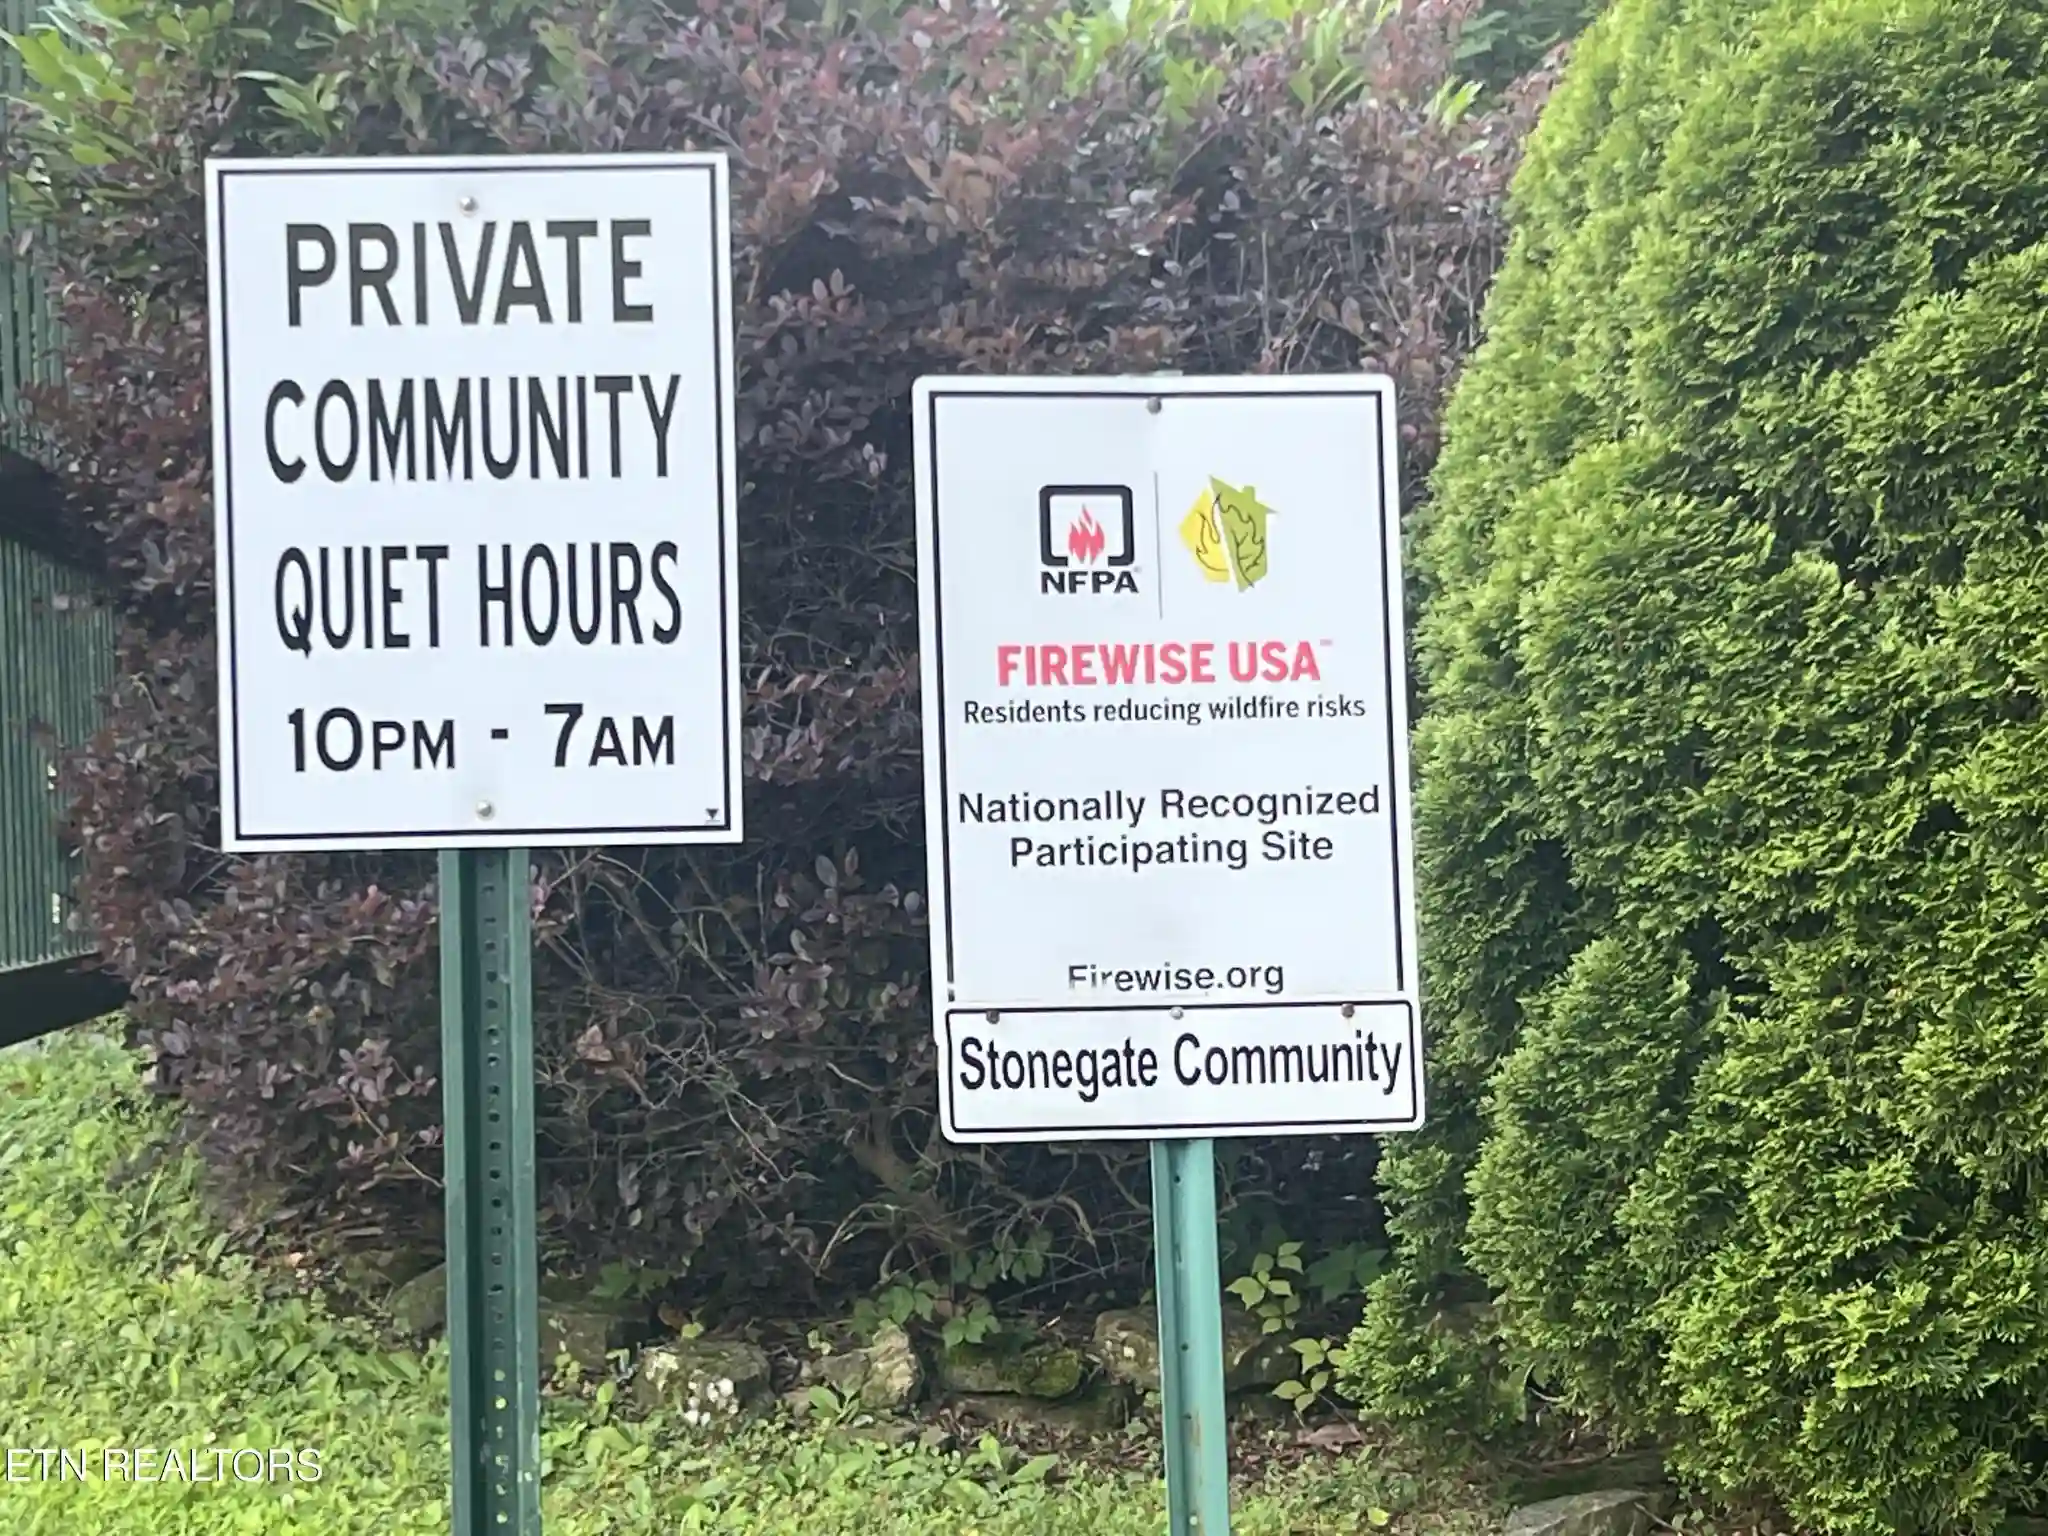 PRIVATE
COMMUNITY
QUIET HOURS
10PM - 7AM
NFPA
FIREWISE USA™
Residents reducing wildfire risks
Nationally Recognized
Participating Site
Firewise.org
Stonegate Community
ETN REALTORS